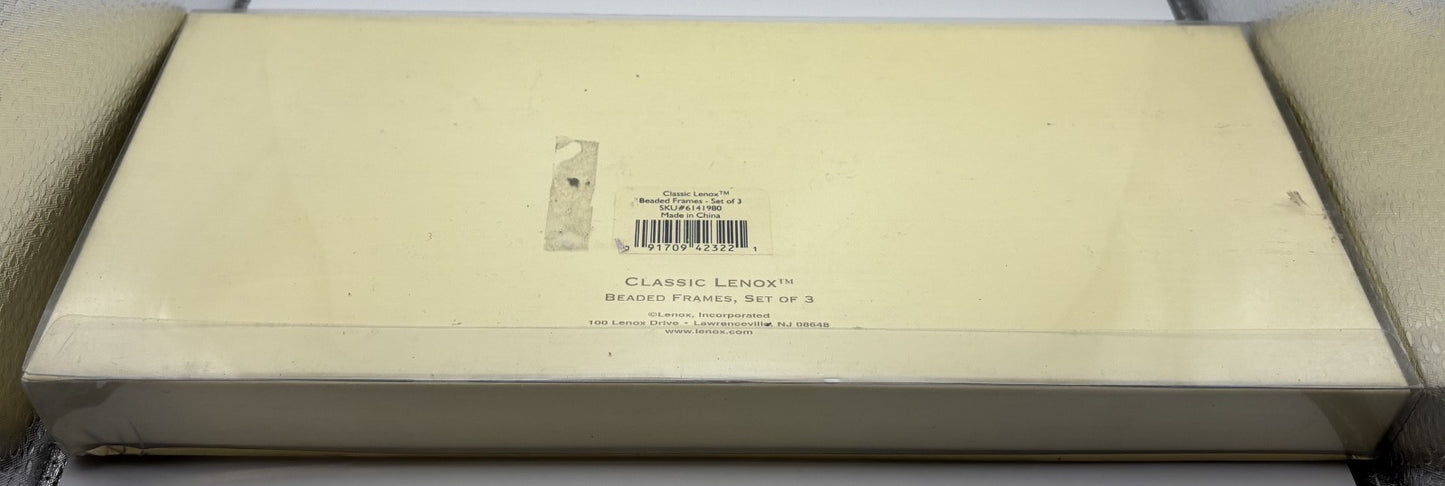 Classic Lenox™
Beaded Frames - Set of 3
SKU#6141980
Made in China
0 91709 42322 1
CLASSIC LENOX™
BEADED FRAMES, SET OF 3
©Lenox, Incorporated
100 Lenox Drive • Lawrenceville, NJ 08648
www.lenox.com